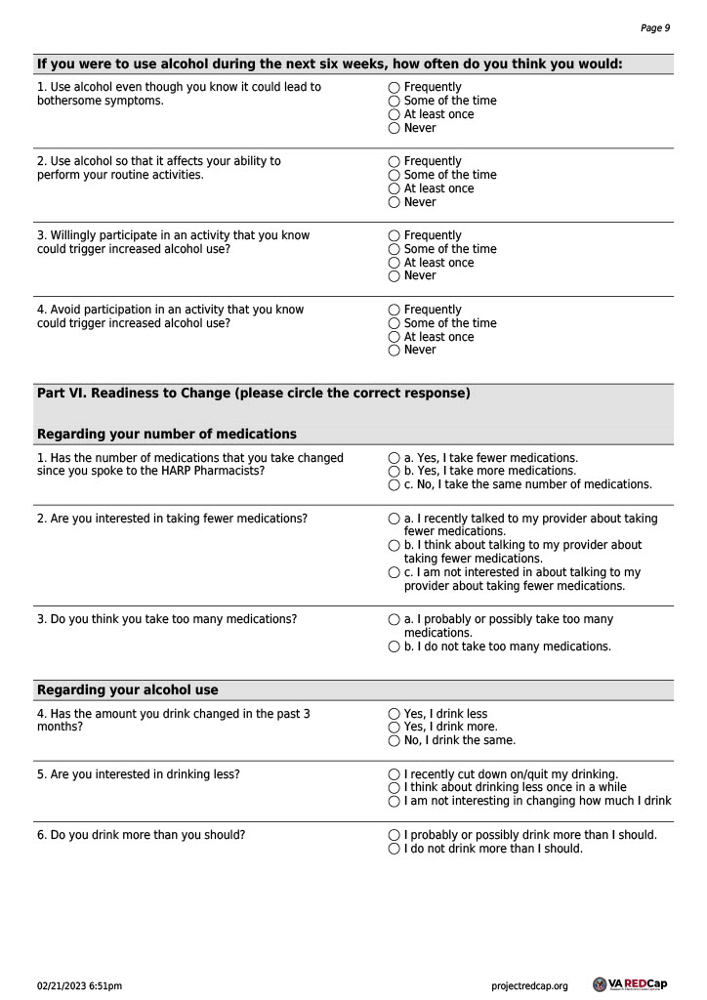 Page 9
If you were to use alcohol during the next six weeks, how often do you think you would:
1. Use alcohol even though you know it could lead to
bothersome symptoms.
Frequently
Some of the time
At least once
Never
2. Use alcohol so that it affects your ability to
perform your routine activities.
Frequently
Some of the time
At least once
Never
3. Willingly participate in an activity that you know
could trigger increased alcohol use?
Frequently
Some of the time
At least once
Never
4. Avoid participation in an activity that you know
could trigger increased alcohol use?
Frequently
Some of the time
At least once
Never
Part VI. Readiness to Change (please circle the correct response)
Regarding your number of medications
1. Has the number of medications that you take changed
since you spoke to the HARP Pharmacists?
a. Yes, I take fewer medications.
b. Yes, I take more medications.
c. No, I take the same number of medications.
2. Are you interested in taking fewer medications?
a. I recently talked to my provider about taking
fewer medications.
b. I think about talking to my provider about
taking fewer medications.
c. I am not interested in about talking to my
provider about taking fewer medications.
3. Do you think you take too many medications?
a. I probably or possibly take too many
medications.
b. I do not take too many medications.
Regarding your alcohol use
4. Has the amount you drink changed in the past 3
months?
Yes, I drink less
Yes, I drink more.
No, I drink the same.
5. Are you interested in drinking less?
I recently cut down on/quit my drinking.
I think about drinking less once in a while
I am not interesting in changing how much I drink
6. Do you drink more than you should?
I probably or possibly drink more than I should.
I do not drink more than I should.
02/21/2023 6:51pm
projectredcap.org
VA REDCap